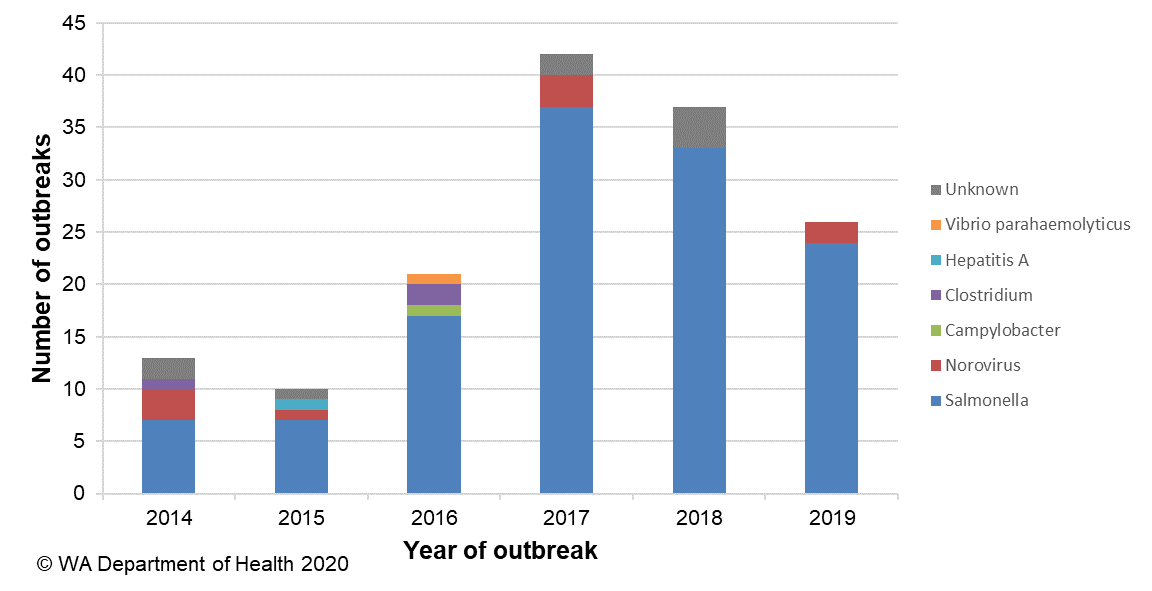 45
40
35
30
25
20
15
10
5
0
Number of outbreaks
2014 2015 2016 2017 2018 2019
Year of outbreak
Unknown
Vibrio parahaemolyticus
Hepatitis A
Clostridium
Campylobacter
Norovirus
Salmonella
© WA Department of Health 2020